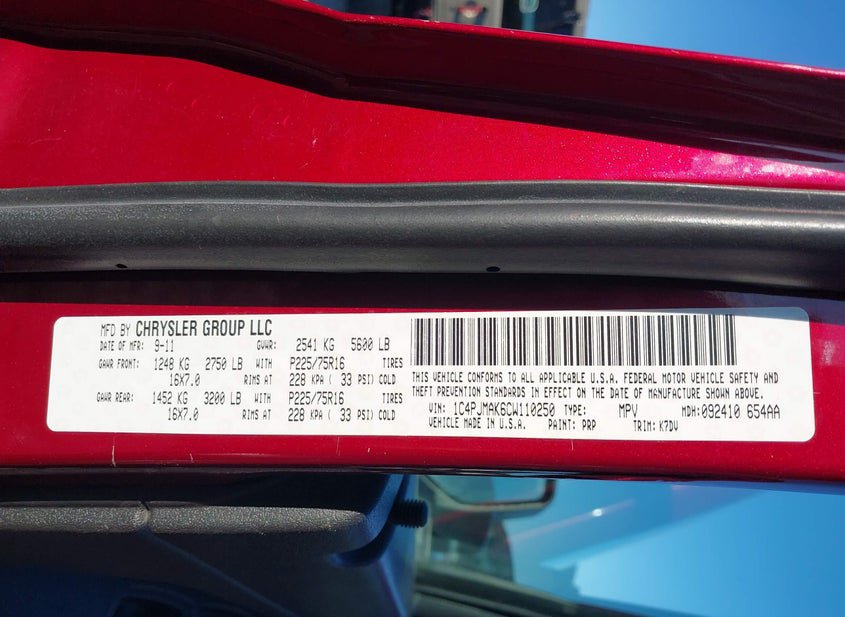 MFD BY CHRYSLER GROUP LLC
DATE OF MFR: 9-11 GVWR: 2541 KG 5600 LB
GAWR FRONT: 1248 KG 2750 LB WITH P225/75R16 TIRES
16X7.0 RIMS AT 228 KPA ( 33 PSI) COLD
GAWR REAR: 1452 KG 3200 LB WITH P225/75R16 TIRES
16X7.0 RIMS AT 228 KPA ( 33 PSI) COLD
THIS VEHICLE CONFORMS TO ALL APPLICABLE U.S.A. FEDERAL MOTOR VEHICLE SAFETY AND
THEFT PREVENTION STANDARDS IN EFFECT ON THE DATE OF MANUFACTURE SHOWN ABOVE.
VIN: 1C4PJMAK6CW110250 TYPE: MPV MDH:092410 654AA
VEHICLE MADE IN U.S.A. PAINT: PRP TRIM: K7DV